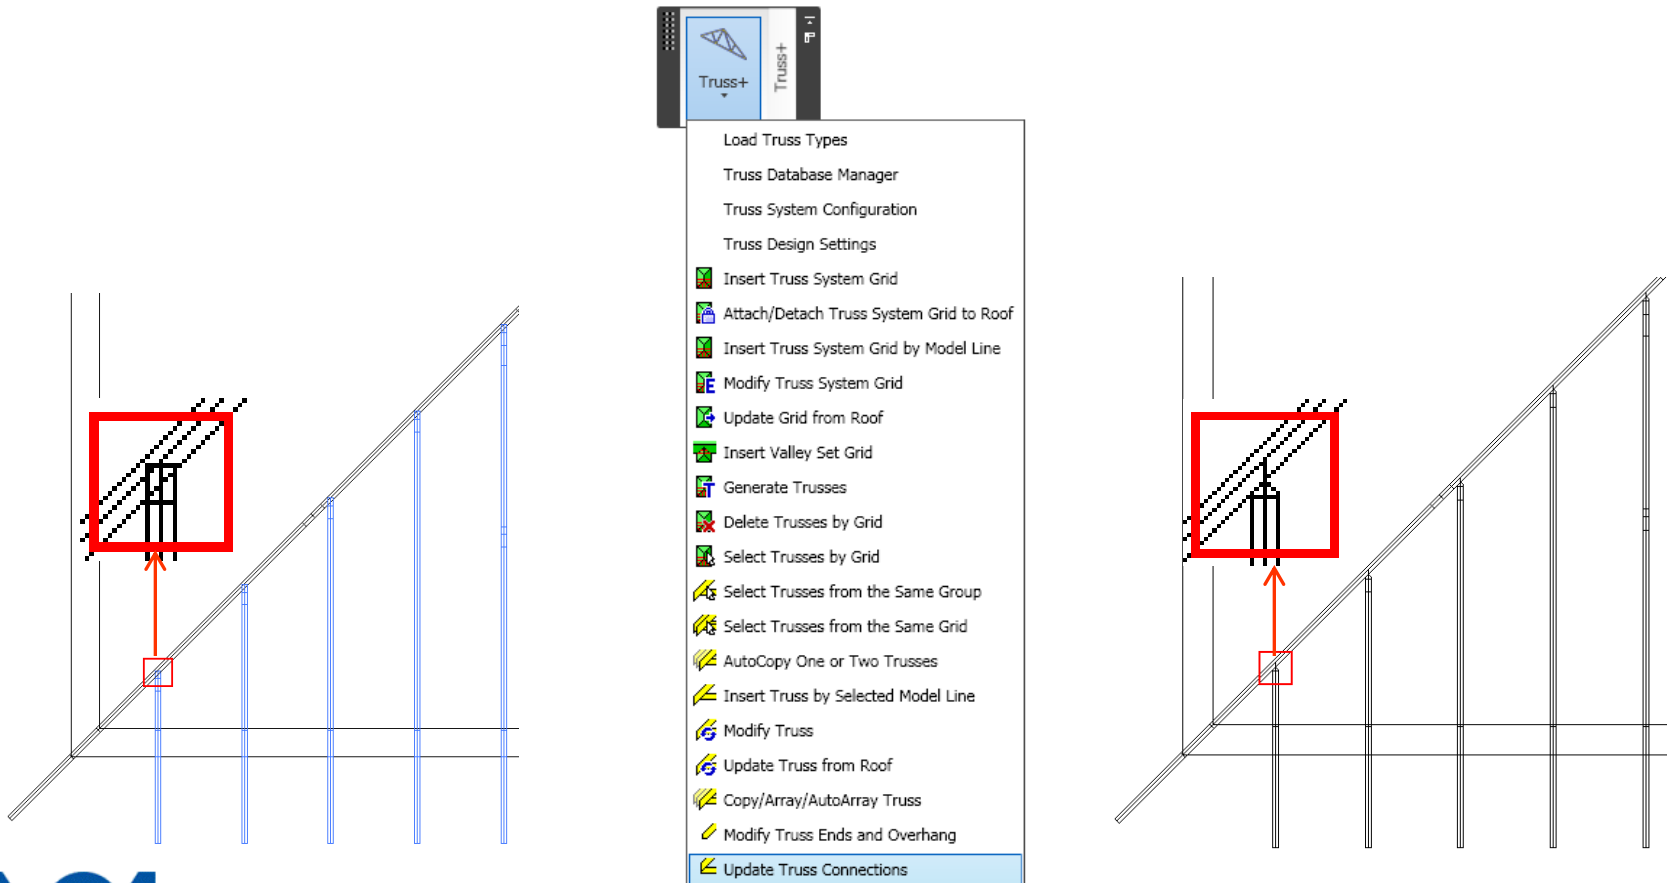 Truss+
Truss+
Load Truss Types
Truss Database Manager
Truss System Configuration
Truss Design Settings
Insert Truss System Grid
Attach/Detach Truss System Grid to Roof
Insert Truss System Grid by Model Line
Modify Truss System Grid
Update Grid from Roof
Insert Valley Set Grid
Generate Trusses
Delete Trusses by Grid
Select Trusses by Grid
Select Trusses from the Same Group
Select Trusses from the Same Grid
AutoCopy One or Two Trusses
Insert Truss by Selected Model Line
Modify Truss
Update Truss from Roof
Copy/Array/AutoArray Truss
Modify Truss Ends and Overhang
Update Truss Connections